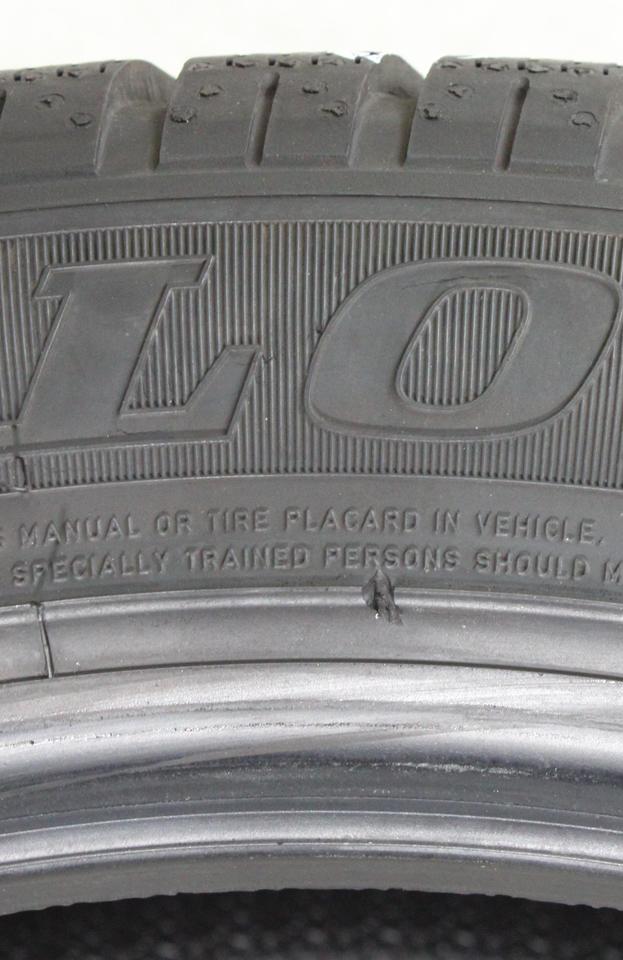 LO
MANUAL OR TIRE PLACARD IN VEHICLE,
SPECIALLY TRAINED PERSONS SHOULD M